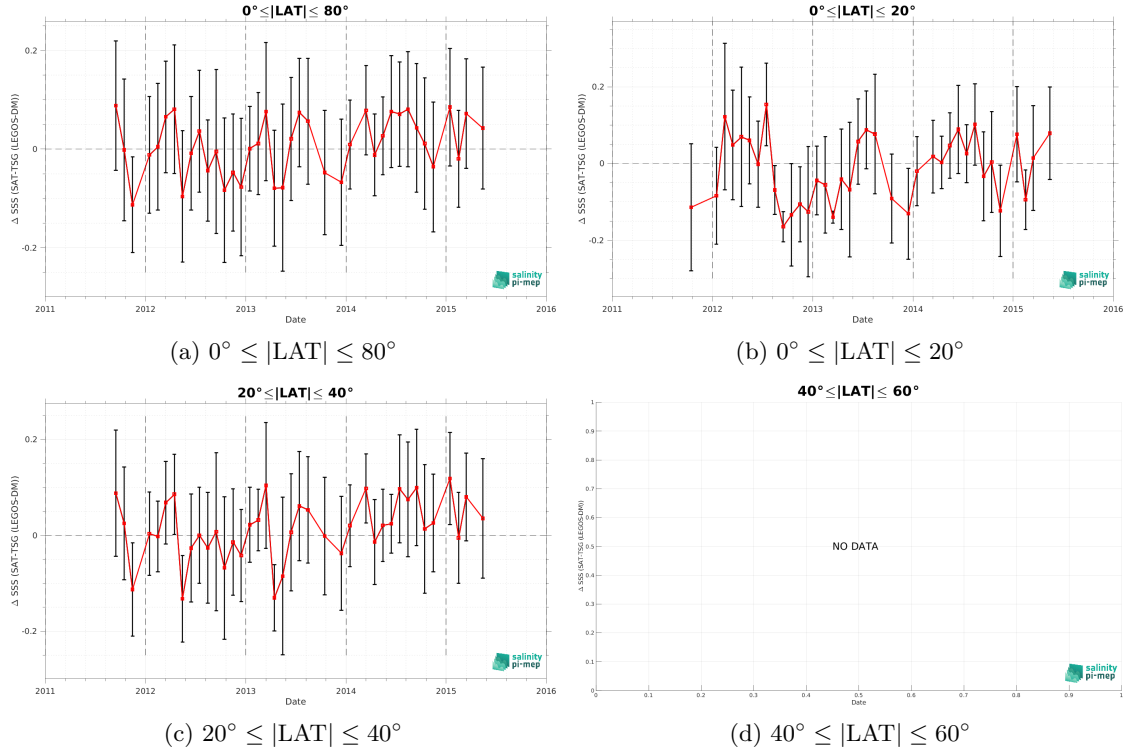 0°≤|LAT|≤ 80°
Δ SSS (SAT-TSG (LEGOS-DM))
0.2
0
-0.2
2011 2012 2013 2014 2015 2016
Date
salinity
pi-mep
(a) 0° ≤ |LAT| ≤ 80°
0°≤|LAT|≤ 20°
Δ SSS (SAT-TSG (LEGOS-DM))
0.2
0
-0.2
2011 2012 2013 2014 2015 2016
Date
salinity
pi-mep
(b) 0° ≤ |LAT| ≤ 20°
20°≤|LAT|≤ 40°
Δ SSS (SAT-TSG (LEGOS-DM))
0.2
0
-0.2
2011 2012 2013 2014 2015 2016
Date
salinity
pi-mep
(c) 20° ≤ |LAT| ≤ 40°
40°≤|LAT|≤ 60°
Δ SSS (SAT-TSG (LEGOS-DM))
1
0.9
0.8
0.7
0.6
0.5
0.4
0.3
0.2
0.1
0
NO DATA
0 0.1 0.2 0.3 0.4 0.5 0.6 0.7 0.8 0.9 1
Date
salinity
pi-mep
(d) 40° ≤ |LAT| ≤ 60°